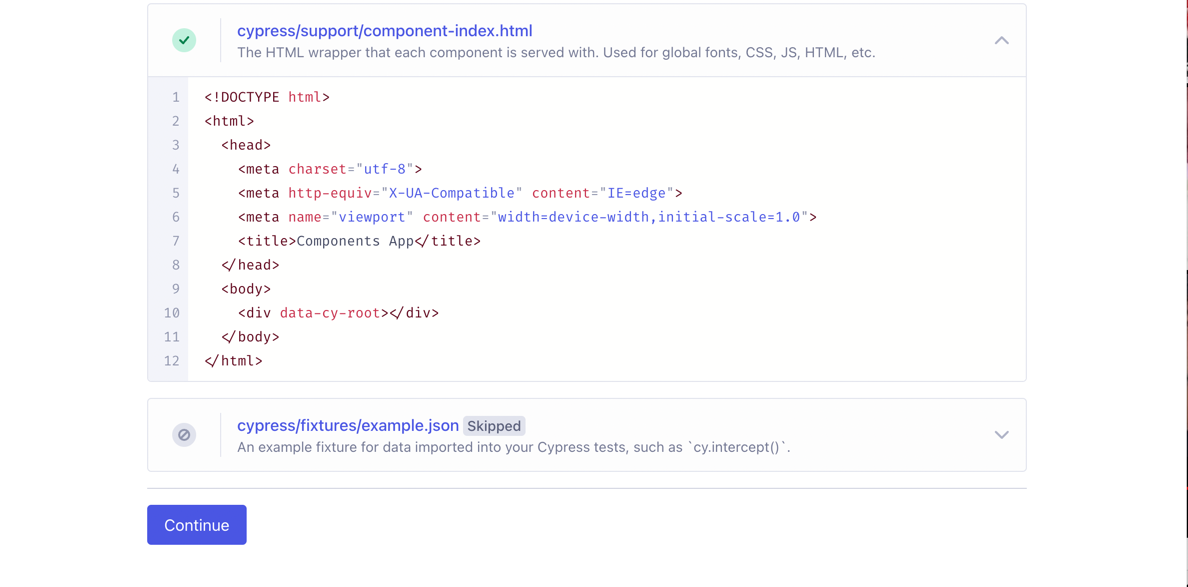 cypress/support/component-index.html
The HTML wrapper that each component is served with. Used for global fonts, CSS, JS, HTML, etc.
1 <!DOCTYPE html>
2 <html>
3   <head>
4     <meta charset="utf-8">
5     <meta http-equiv="X-UA-Compatible" content="IE=edge">
6     <meta name="viewport" content="width=device-width,initial-scale=1.0">
7     <title>Components App</title>
8   </head>
9   <body>
10     <div data-cy-root></div>
11   </body>
12 </html>
cypress/fixtures/example.json Skipped
An example fixture for data imported into your Cypress tests, such as `cy.intercept()`.
Continue